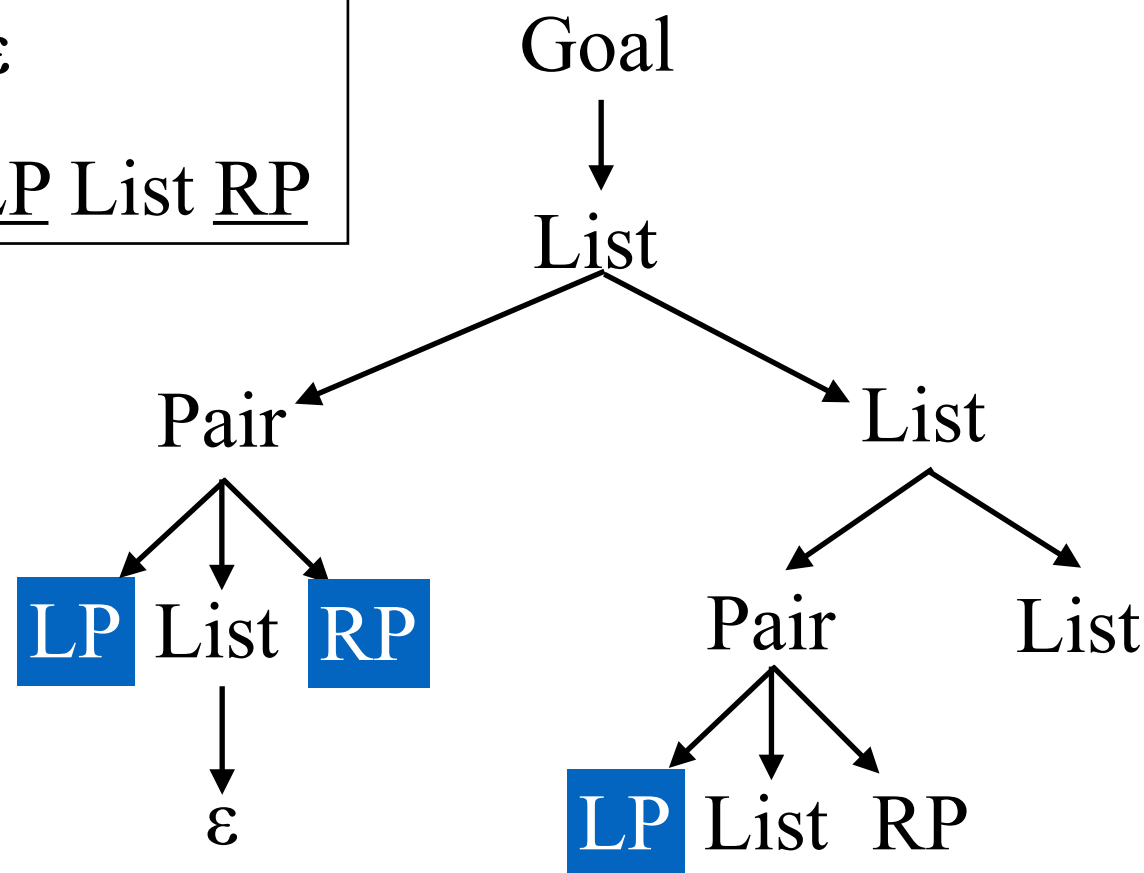 ε
LP List RP
Goal
List
Pair List
LP List RP Pair List
ε LP List RP